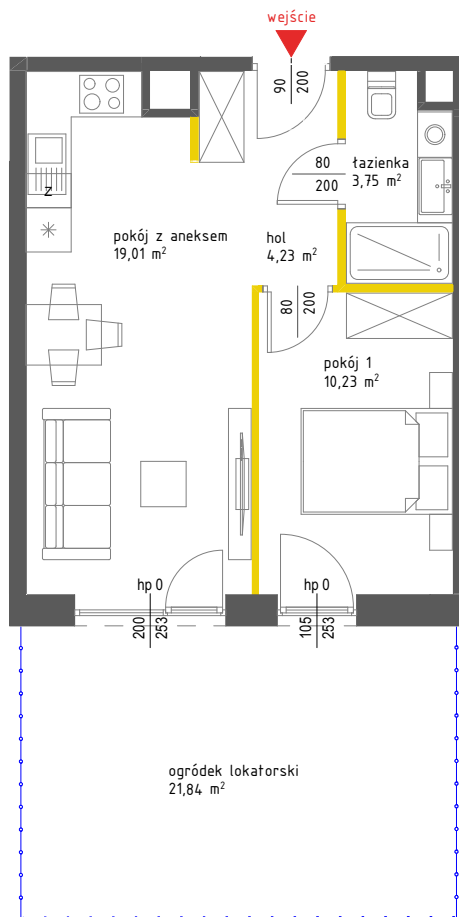 wejście
90
200
80
200
łazienka
3,75 m²
Z
pokój z aneksem
19,01 m²
hol
4,23 m²
80
200
pokój 1
10,23 m²
hp 0
hp 0
200
253
105
253
ogródek lokatorski
21,84 m²